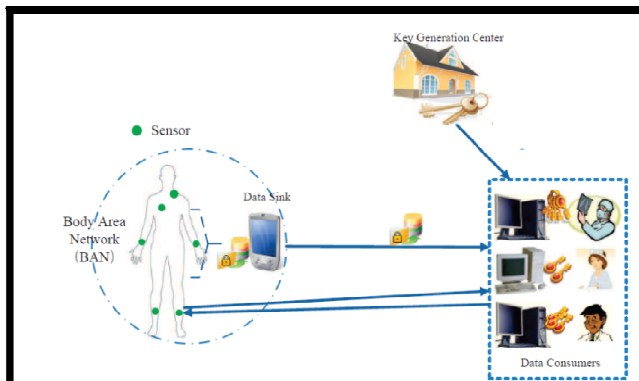 Key Generation Center
Sensor
Data Sink
Body Area
Network
(BAN)
Data Consumers